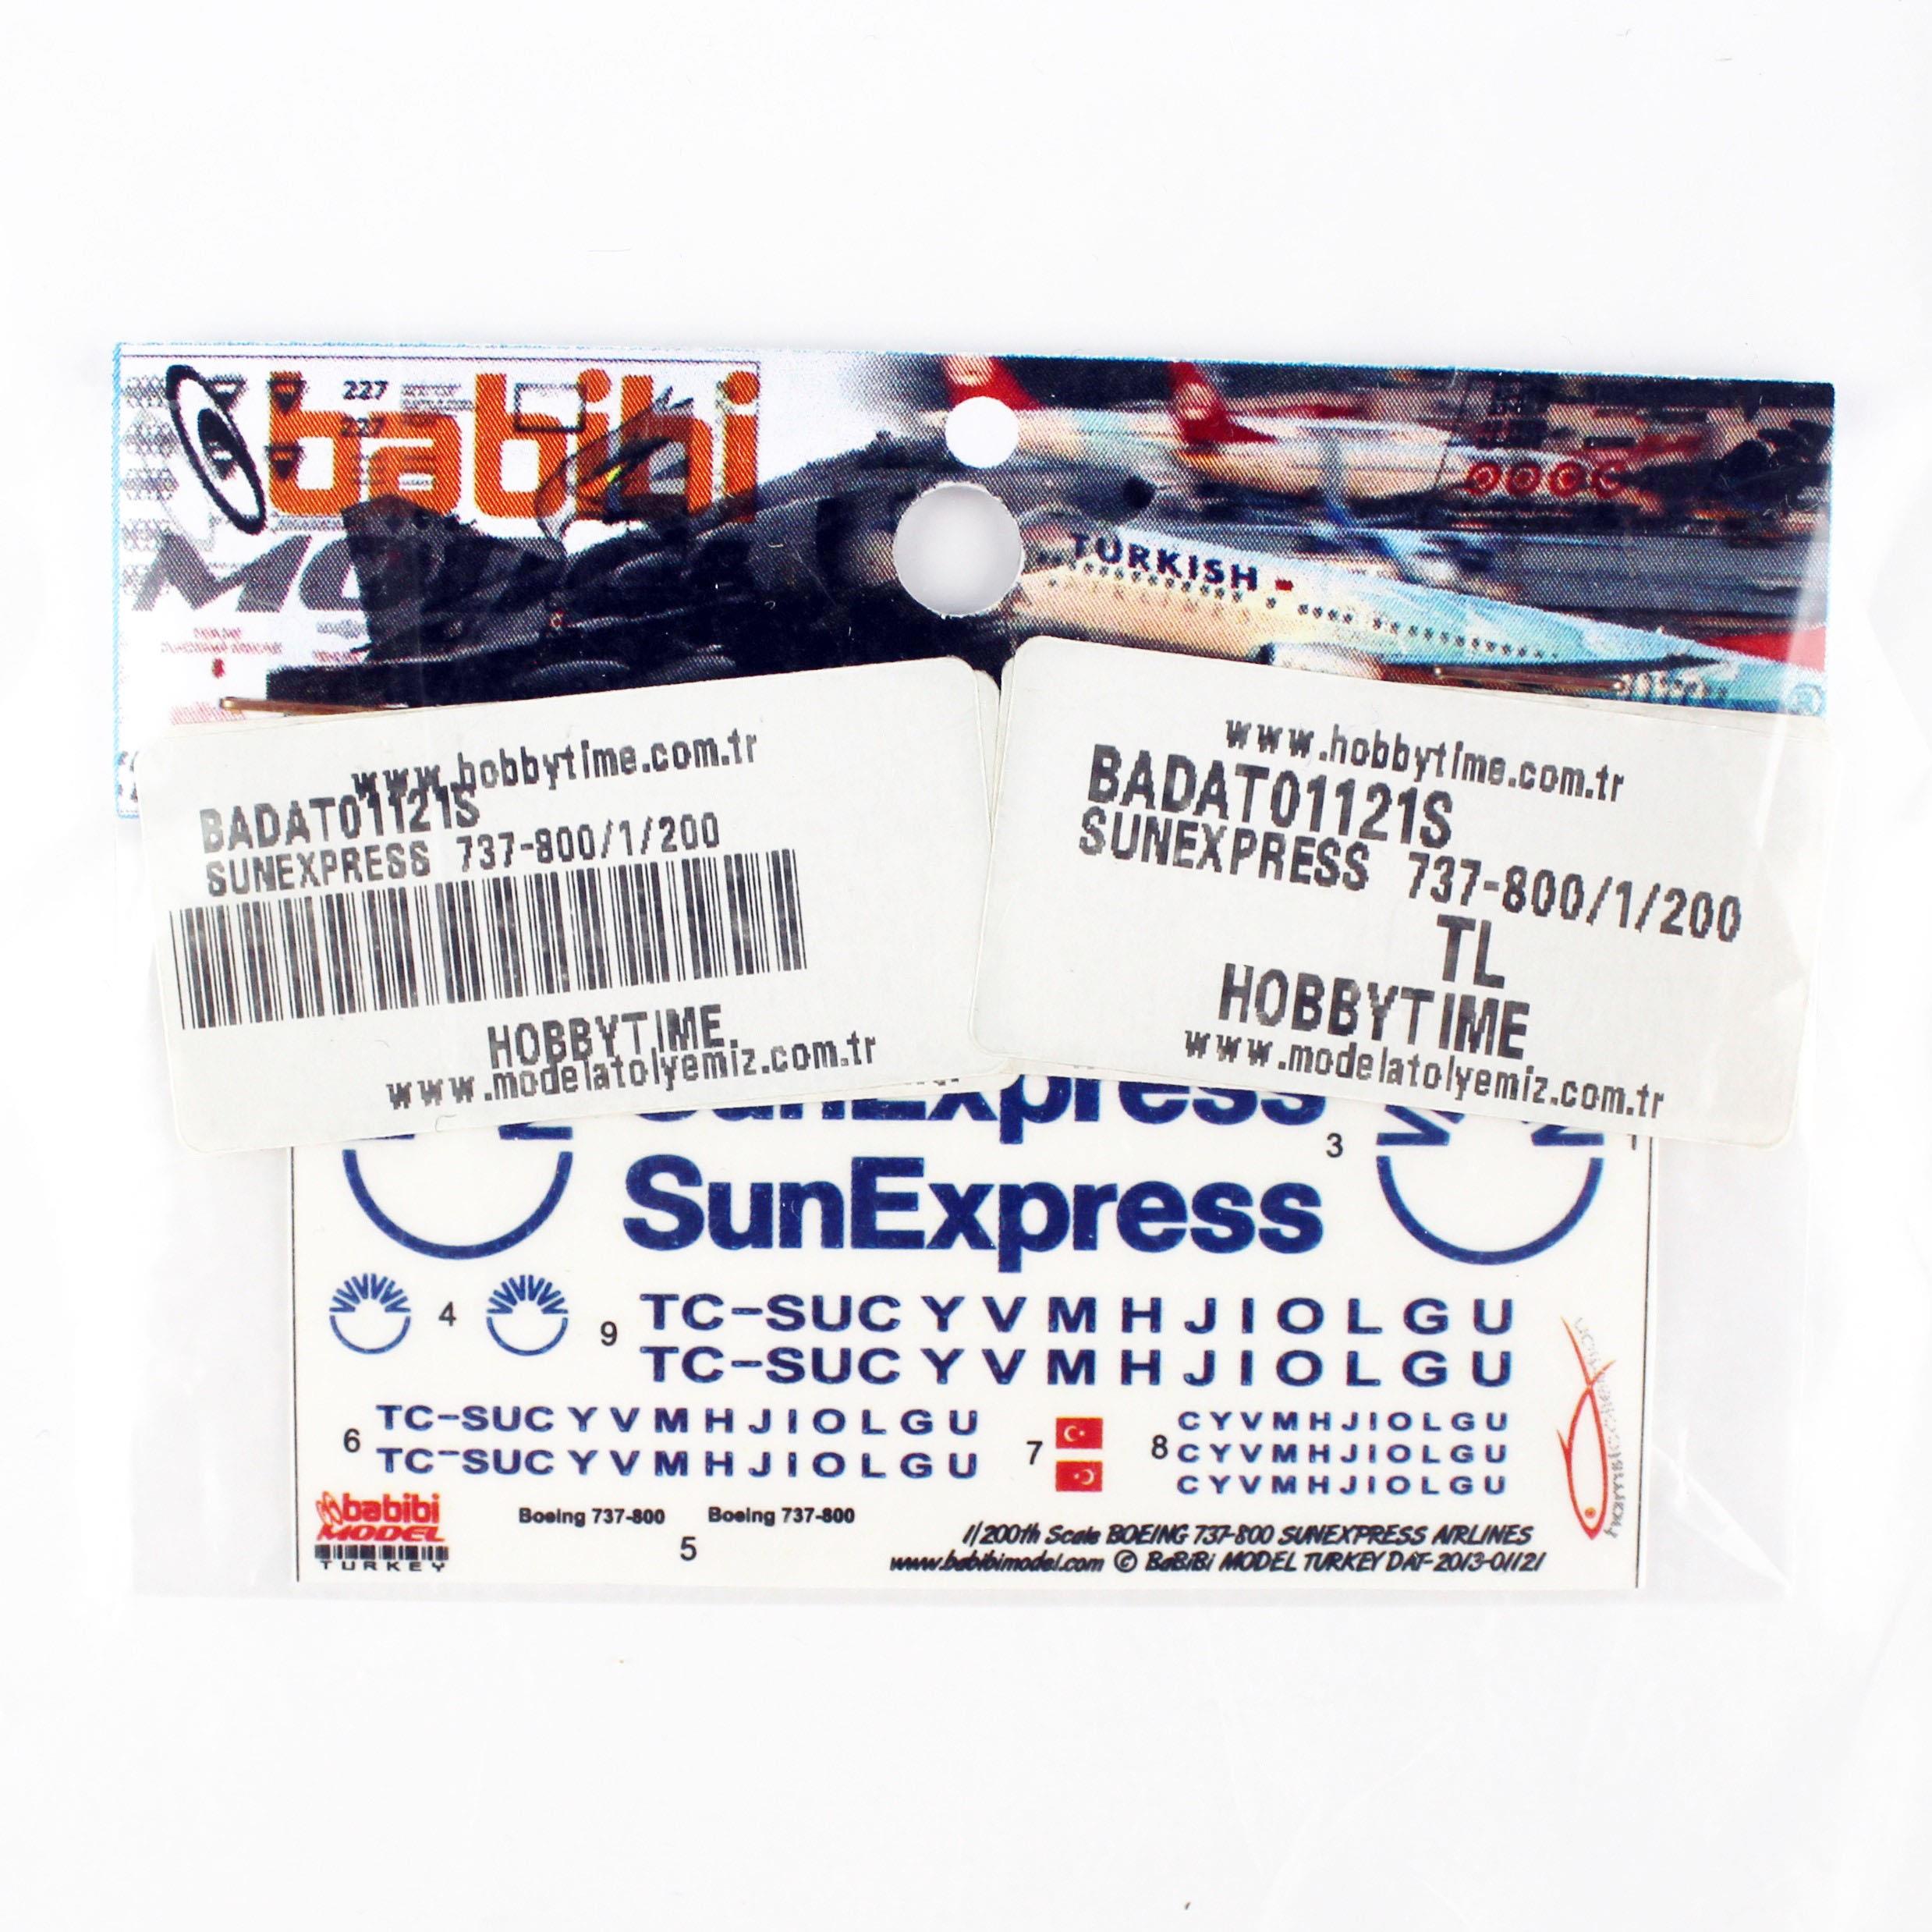 babibi
227
227
TURKISH
www.hobbytime.com.tr
BADAT01121S
SUNEXPRESS 737-800/1/200
HOBBYTIME.
www.modelatolyemiz.com.tr
www.hobbytime.com.tr
BADAT01121S
SUNEXPRESS 737-800/1/200
TL
HOBBYTIME
www.modelatolyemiz.com.tr
SunExpress
3
SunExpress
4
9
TC-SUC Y V M H J I O L G U
TC-SUC Y V M H J I O L G U
6
TC-SUC Y V M H J I O L G U
TC-SUC Y V M H J I O L G U
7
8
C Y V M H J I O L G U
C Y V M H J I O L G U
C Y V M H J I O L G U
babibi
MODEL
TURKEY
Boeing 737-800 Boeing 737-800
5
1/200th Scale BOEING 737-800 SUNEXPRESS AIRLINES
www.babibimodel.com © BaBiBi MODEL TURKEY DAT-2013-01121